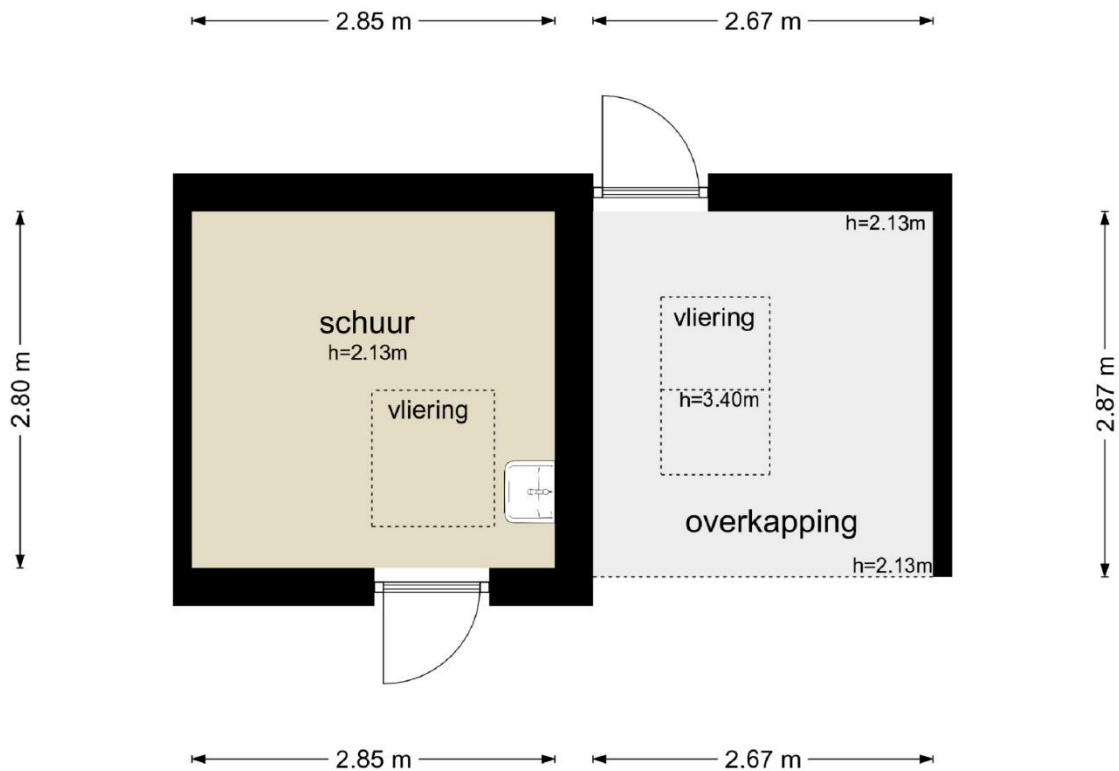 2.85 m
2.67 m
h=2.13m
schuur
h=2.13m
vliering
h=3.40m
vliering
2.80 m
2.87 m
overkapping
h=2.13m
2.85 m
2.67 m